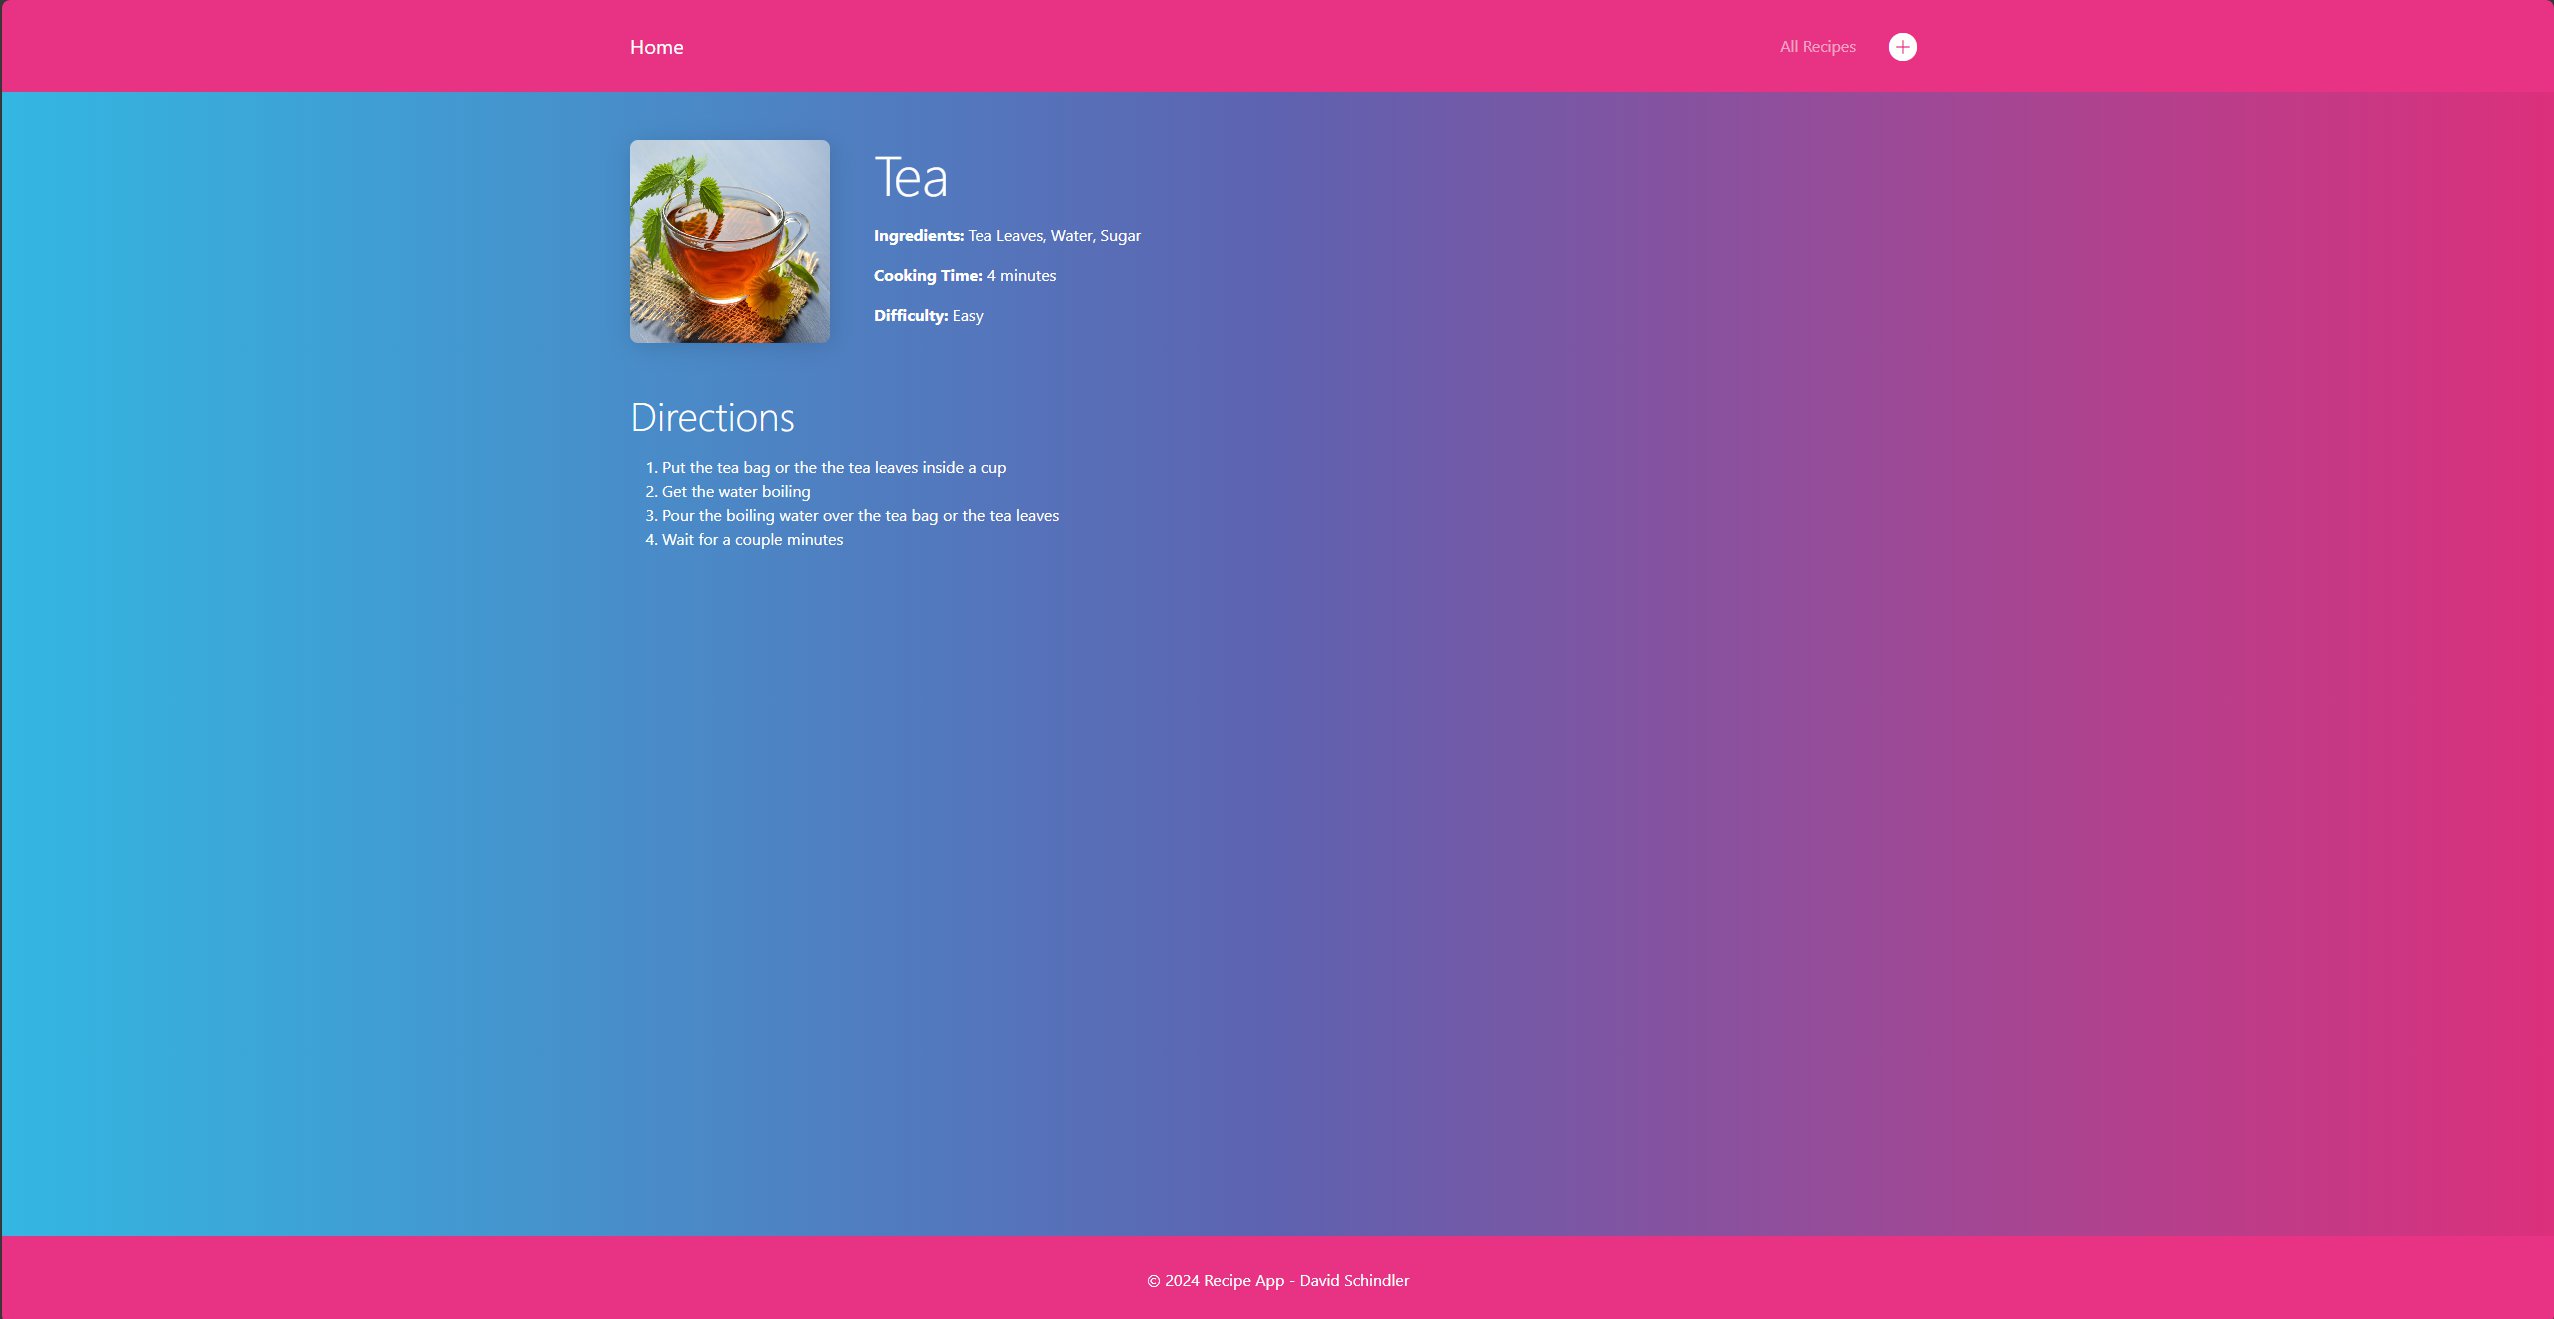 Home
All Recipes
Tea
Ingredients: Tea Leaves, Water, Sugar
Cooking Time: 4 minutes
Difficulty: Easy
Directions
1. Put the tea bag or the the tea leaves inside a cup
2. Get the water boiling
3. Pour the boiling water over the tea bag or the tea leaves
4. Wait for a couple minutes
© 2024 Recipe App - David Schindler